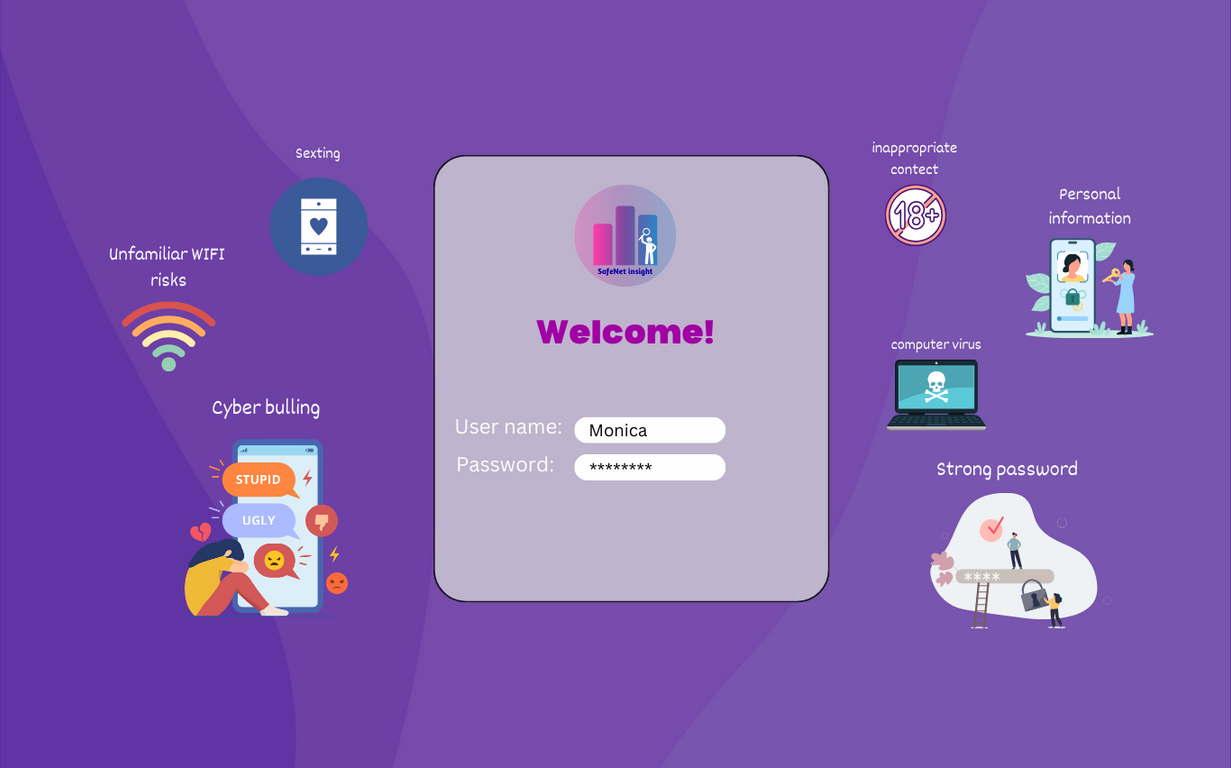 Sexting
Unfamiliar WIFI
risks
Cyber bulling
STUPID
UGLY
SafeNet insight
Welcome!
User name: Monica
Password: ********
inappropriate
contect
18+
Personal
information
computer virus
Strong password
****